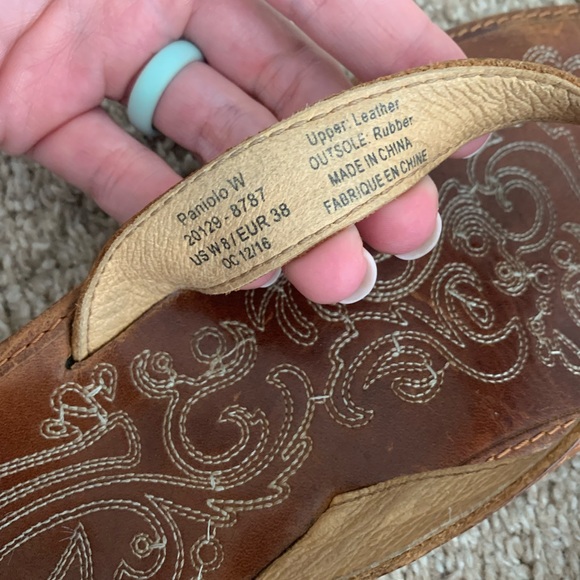 Paniolo W
20129 - 8787
US W 8 / EUR 38
OC 12/16
Upper: Leather
OUTSOLE: Rubber
MADE IN CHINA
FABRIQUE EN CHINE